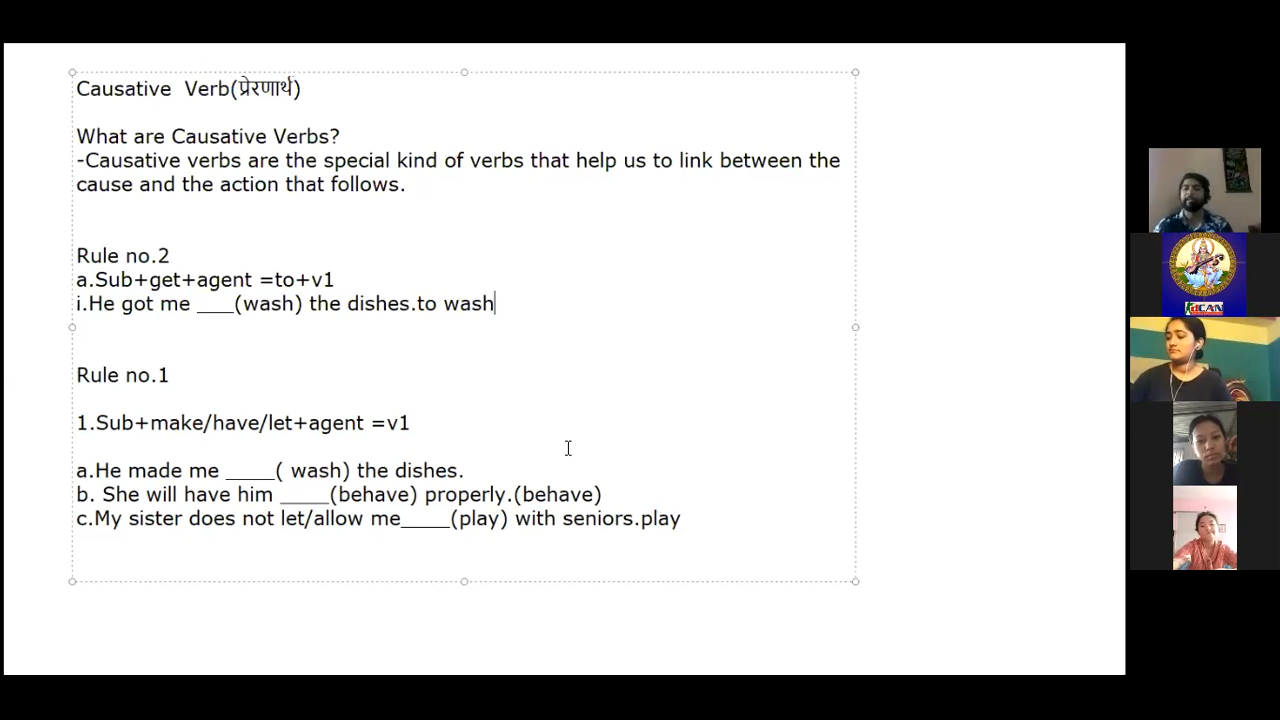 Causative  Verb(प्रेरणार्थ)
What are Causative Verbs?
-Causative verbs are the special kind of verbs that help us to link between the
cause and the action that follows.
Rule no.2
a.Sub+get+agent =to+v1
i.He got me ___(wash) the dishes.to wash
Rule no.1
1.Sub+make/have/let+agent =v1
a.He made me ____( wash) the dishes.
b. She will have him ____(behave) properly.(behave)
c.My sister does not let/allow me____(play) with seniors.play